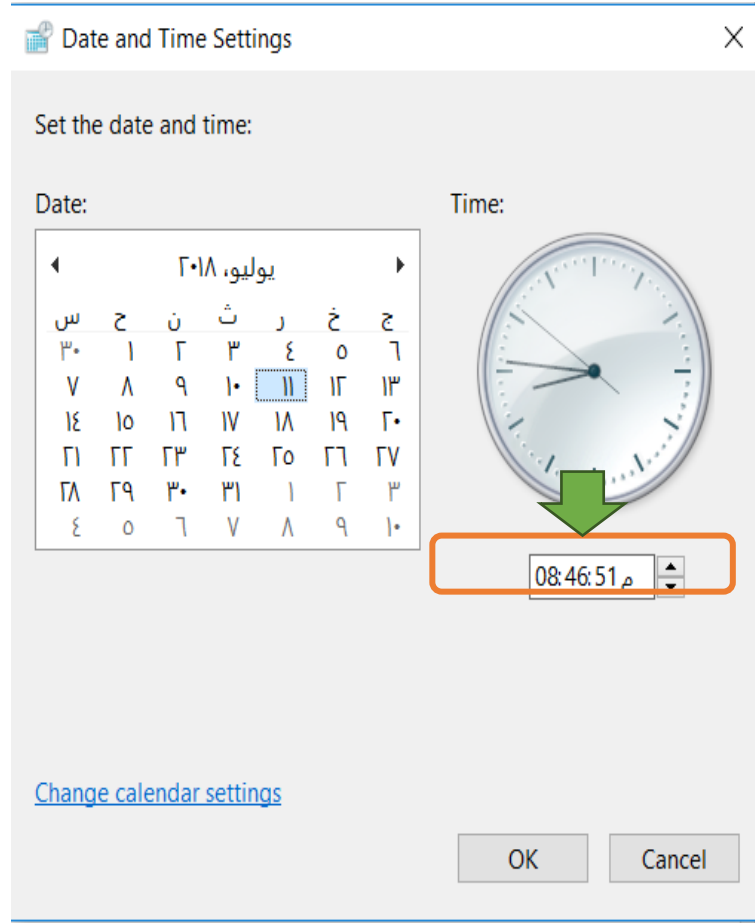 Date and Time Settings
Set the date and time:
Date:
Time:
يوليو، ٢٠١٨
س ح ن ث ر خ ج
٣٠ ١ ٢ ٣ ٤ ٥ ٦
٧ ٨ ٩ ١٠ ١١ ١٢ ١٣
١٤ ١٥ ١٦ ١٧ ١٨ ١٩ ٢٠
٢١ ٢٢ ٢٣ ٢٤ ٢٥ ٢٦ ٢٧
٢٨ ٢٩ ٣٠ ٣١ ١ ٢ ٣
٤ ٥ ٦ ٧ ٨ ٩ ١٠
08:46:51 م
Change calendar settings
OK
Cancel